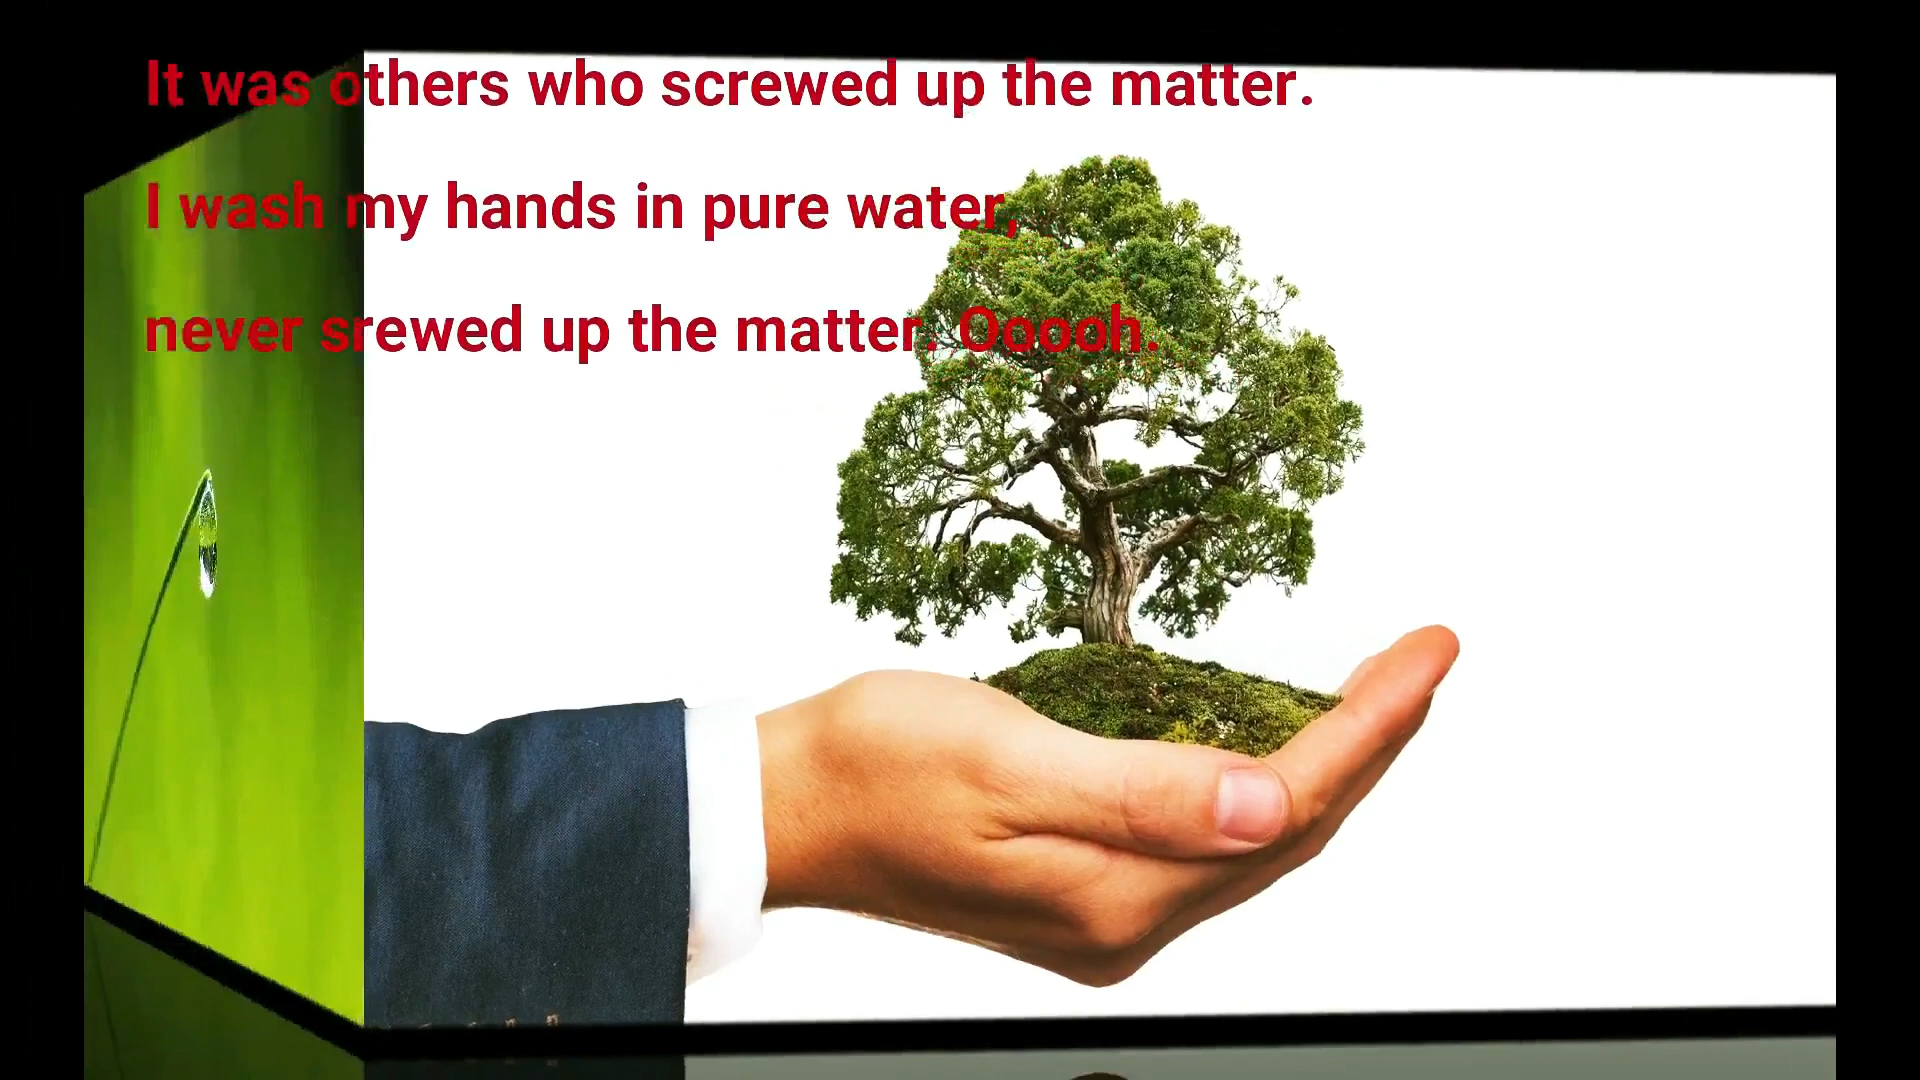 It was others who screwed up the matter.
I wash my hands in pure water,
never srewed up the matter. Ooooh.